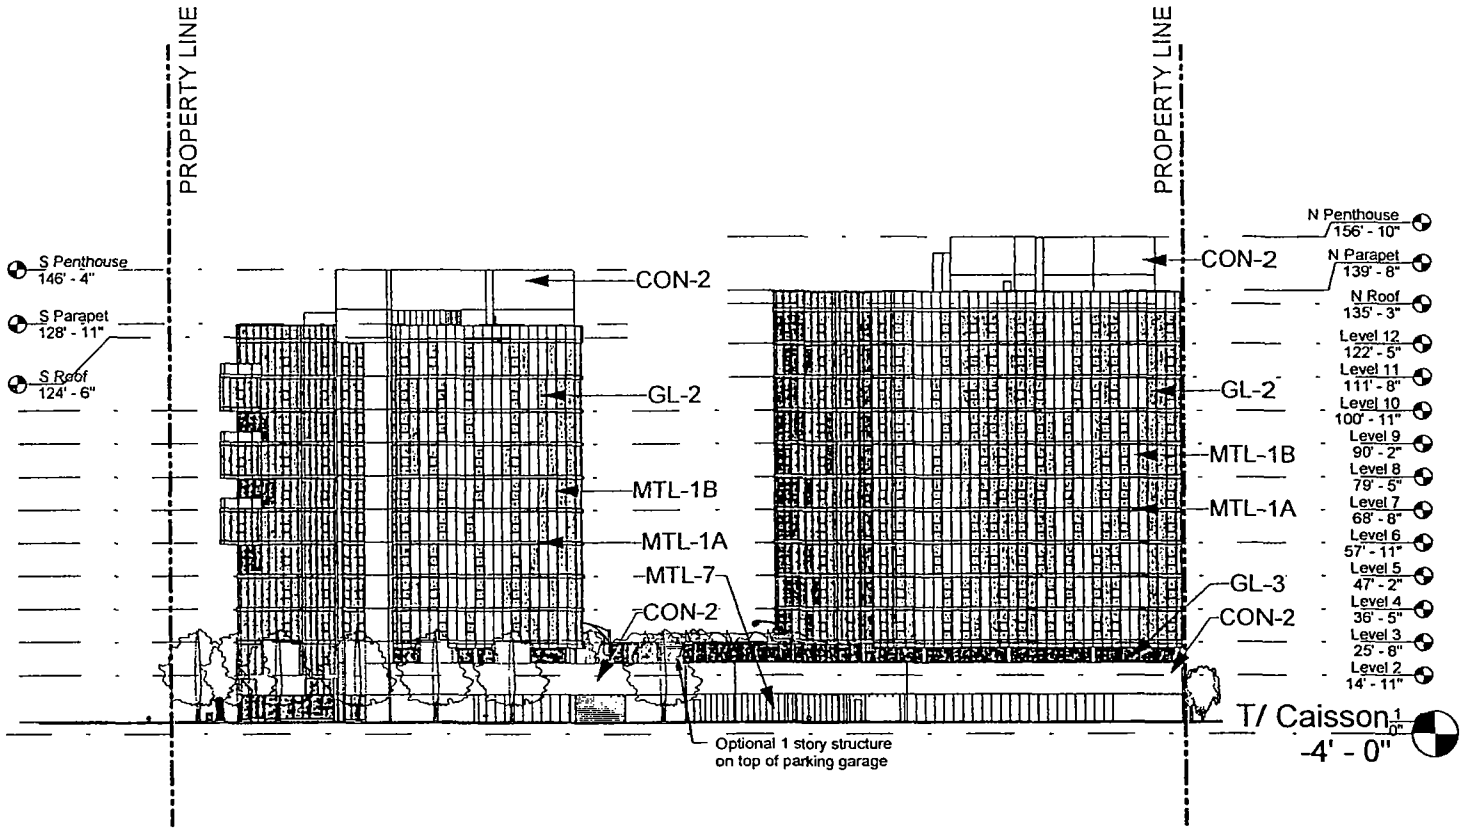 PROPERTY LINE
PROPERTY LINE
S Penthouse
146' - 4"
S Parapet
128' - 11"
S Roof
124' - 6"
CON-2
GL-2
MTL-1B
MTL-1A
MTL-7
CON-2
Optional 1 story structure
on top of parking garage
CON-2
GL-2
MTL-1B
MTL-1A
GL-3
CON-2
N Penthouse
156' - 10"
N Parapet
139' - 8"
N Roof
135' - 3"
Level 12
122' - 5"
Level 11
111' - 8"
Level 10
100' - 11"
Level 9
90' - 2"
Level 8
79' - 5"
Level 7
68' - 8"
Level 6
57' - 11"
Level 5
47' - 2"
Level 4
36' - 5"
Level 3
25' - 8"
Level 2
14' - 11"
1
0"
T/ Caisson
-4' - 0"